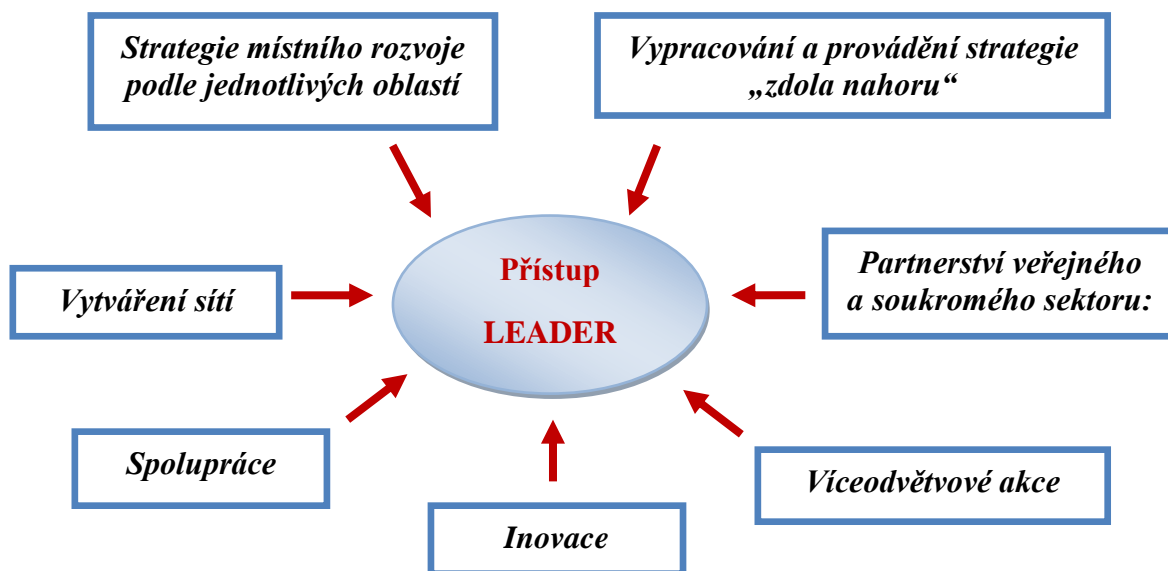 Strategie místního rozvoje
podle jednotlivých oblastí
Vypracování a provádění strategie
„zdola nahoru“
Přístup
LEADER
Partnerství veřejného
a soukromého sektoru:
Vytváření sítí
Spolupráce
Víceodvětvové akce
Inovace